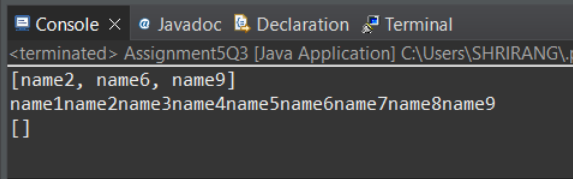 Console Javadoc Declaration Terminal
<terminated> Assignment5Q3 [Java Application] C:\Users\SHRIRANG\.p
[name2, name6, name9]
name1name2name3name4name5name6name7name8name9
[]